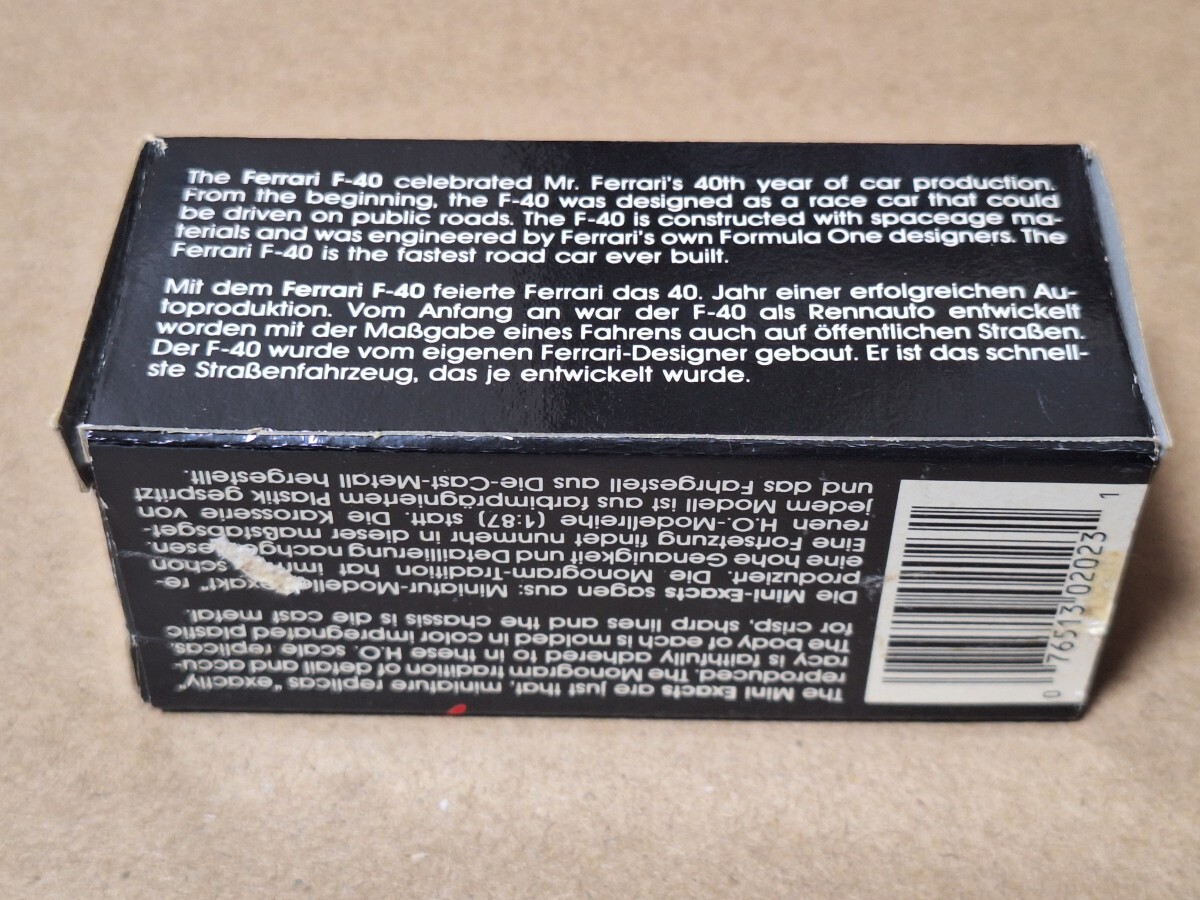 The Ferrari F-40 celebrated Mr. Ferrari's 40th year of car production.
From the beginning, the F-40 was designed as a race car that could
be driven on public roads. The F-40 is constructed with spaceage ma-
terials and was engineered by Ferrari's own Formula One designers. The
Ferrari F-40 is the fastest road car ever built.
Mit dem Ferrari F-40 feierte Ferrari das 40. Jahr einer erfolgreichen Au-
toproduktion. Vom Anfang an war der F-40 als Rennauto entwickelt
worden mit der Maßgabe eines Fahrens auch auf öffentlichen Straßen.
Der F-40 wurde vom eigenen Ferrari-Designer gebaut. Er ist das schnell-
ste Straßenfahrzeug, das je entwickelt wurde.
The Mini Exacts are just that, miniature replicas "exactly"
reproduced. The Monogram tradition of detail and accu-
racy is faithfully adhered to in these H.O. scale replicas.
The body of each is molded in color impregnated plastic
for crisp, sharp lines and the chassis is die cast metal.
Die Mini-Exacts sagen aus: Miniatur-Modelle "exakt" re-
produziert. Die Monogram-Tradition hat immer schon
eine hohe Genauigkeit und Detaillierung nachgewiesen.
Eine Fortsetzung findet nunmehr in dieser maßstabsget-
reuen H.O.-Modellreihe (1:87) statt. Die Karosserie von
jedem Modell ist aus farbimprägniertem Plastik gespritzt
und das Fahrgestell aus Die-Cast-Metall hergestellt.
0 76513 02023 1